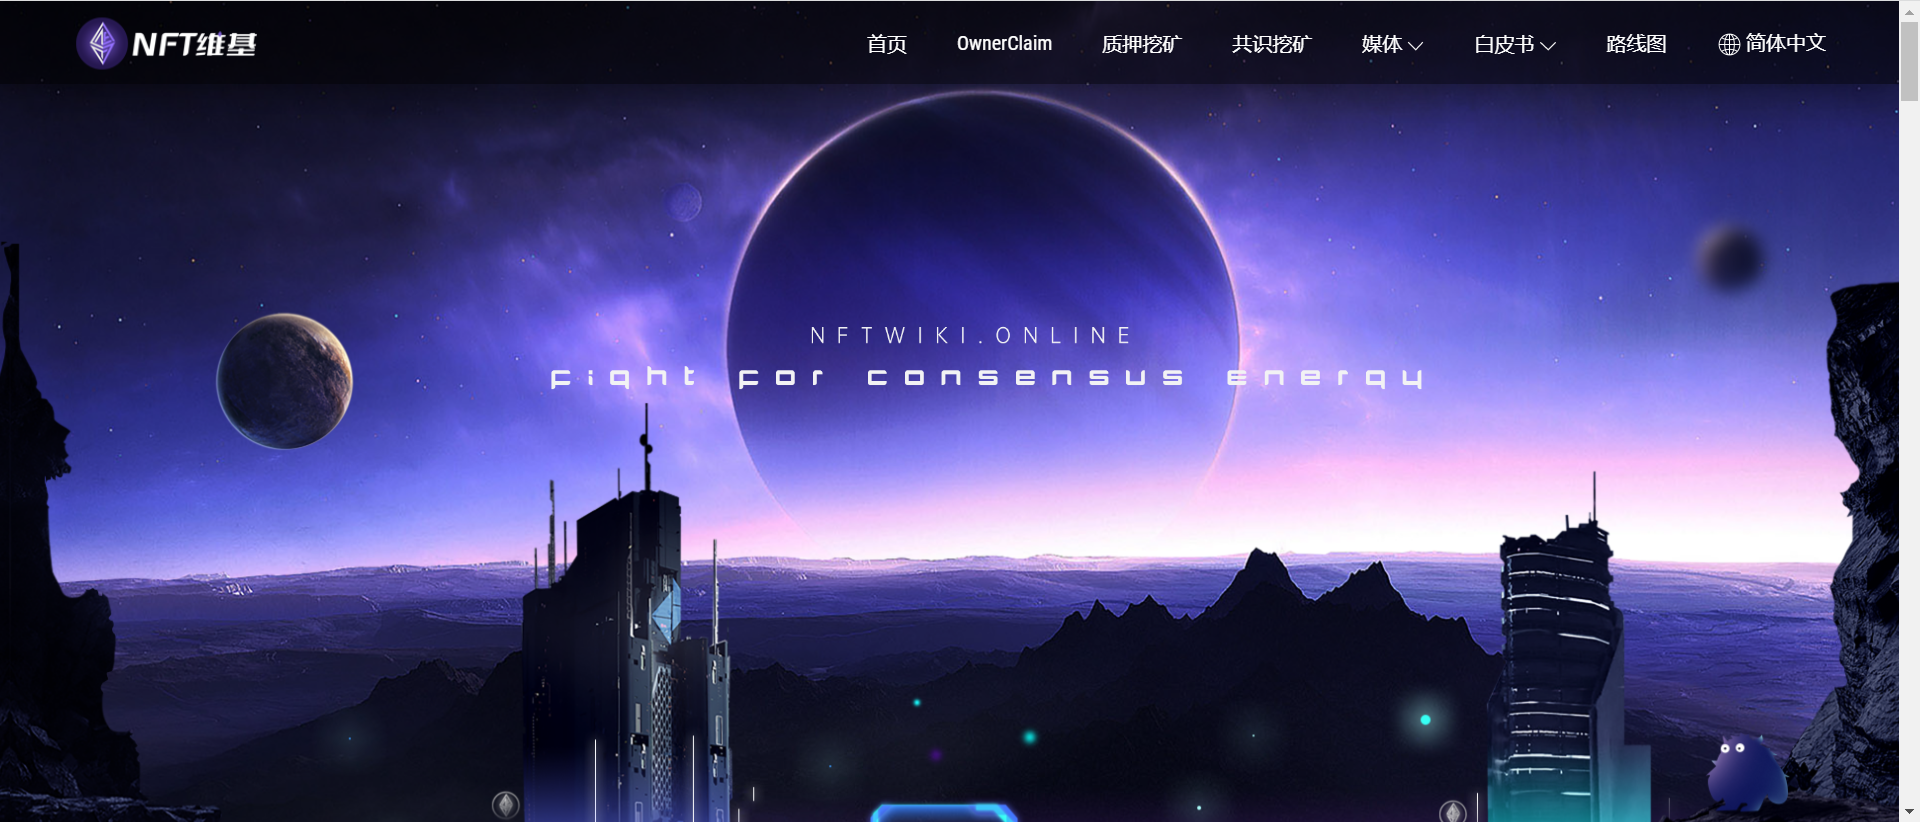 NFT维基
首页 OwnerClaim 质押挖矿 共识挖矿 媒体 白皮书 路线图 简体中文
NFTWIKI.ONLINE
Fight For consensus Energy